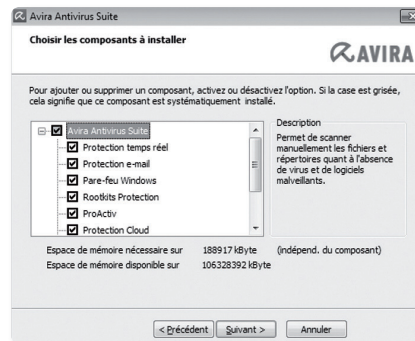 Avira Antivirus Suite
Choisir les composants à installer
AVIRA
Pour ajouter ou supprimer un composant, activez ou désactivez l'option. Si la case est grisée,
cela signifie que ce composant est systématiquement installé.
Avira Antivirus Suite
Protection temps réel
Protection e-mail
Pare-feu Windows
Rootkits Protection
ProActiv
Protection Cloud
Description
Permet de scanner
manuellement les fichiers et
répertoires quant à l'absence
de virus et de logiciels
malveillants.
Espace de mémoire nécessaire sur 188917 kByte (indépend. du composant)
Espace de mémoire disponible sur 106328392 kByte
< Précédent Suivant > Annuler